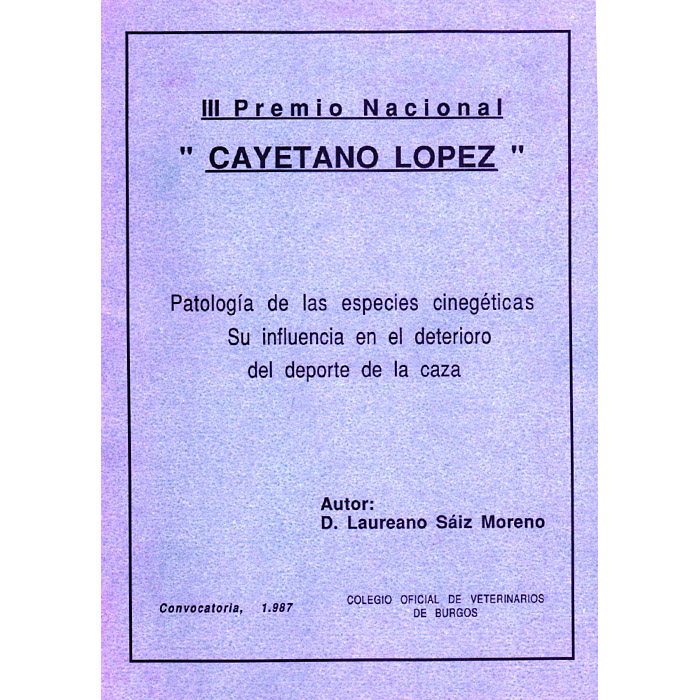 III Premio Nacional
" CAYETANO LOPEZ "
Patología de las especies cinegéticas
Su influencia en el deterioro
del deporte de la caza
Autor:
D. Laureano Sáiz Moreno
Convocatoria, 1.987
COLEGIO OFICIAL DE VETERINARIOS
DE BURGOS